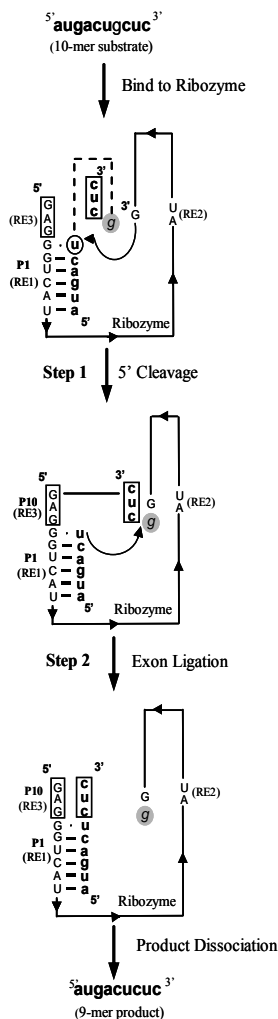 5' augacugcuc 3'
(10-mer substrate)
Bind to Ribozyme
5'
G
A
G
(RE3)
G
G
U
C
A
U
P1
(RE1)
3'
c
u
c
g
u
c
a
g
u
a
5'
3'
G
U
A
(RE2)
Ribozyme
Step 1
5' Cleavage
5'
G
A
G
P10
(RE3)
G
G
U
C
A
U
P1
(RE1)
3'
c
u
c
G
g
u
c
a
g
u
a
5'
U
A
(RE2)
Ribozyme
Step 2
Exon Ligation
5'
G
A
G
P10
(RE3)
G
G
U
C
A
U
P1
(RE1)
3'
c
u
c
u
c
a
g
u
a
5'
G
g
U
A
(RE2)
Ribozyme
Product Dissociation
5' augacucuc 3'
(9-mer product)